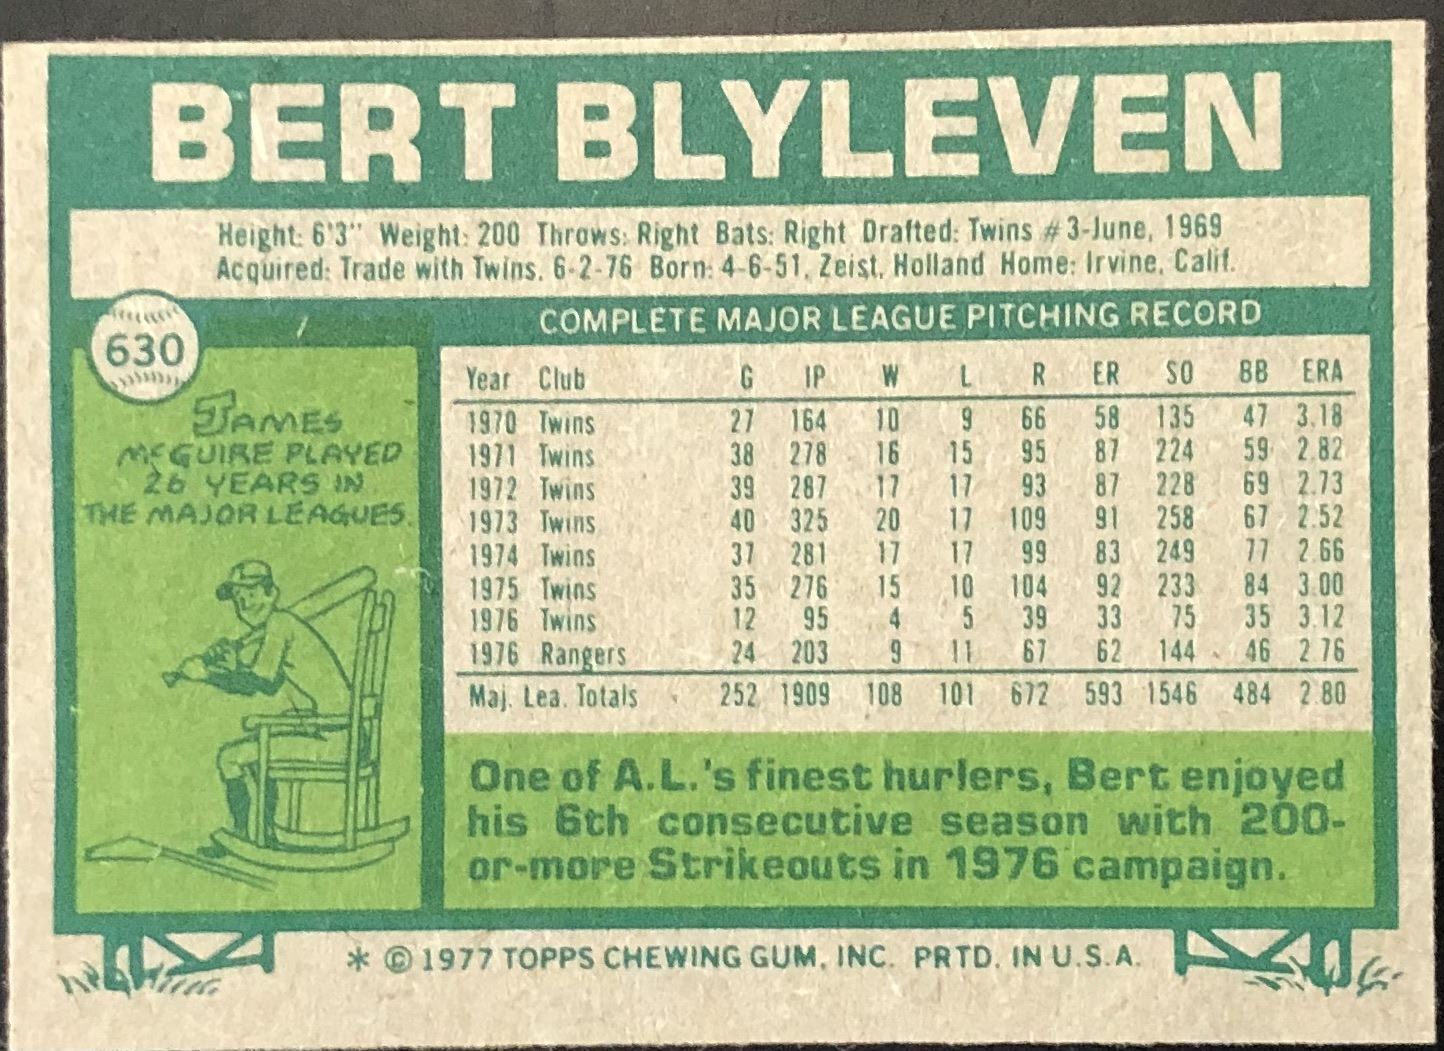 BERT BLYLEVEN
Height: 6'3" Weight: 200 Throws: Right Bats: Right Drafted: Twins #3-June, 1969
Acquired: Trade with Twins, 6-2-76 Born: 4-6-51, Zeist, Holland Home: Irvine, Calif.
630
JAMES
McGUIRE PLAYED
26 YEARS IN
THE MAJOR LEAGUES.
COMPLETE MAJOR LEAGUE PITCHING RECORD
Year Club G IP W L R ER SO BB ERA
1970 Twins 27 164 10 9 66 58 135 47 3.18
1971 Twins 38 278 16 15 95 87 224 59 2.82
1972 Twins 39 287 17 17 93 87 228 69 2.73
1973 Twins 40 325 20 17 109 91 258 67 2.52
1974 Twins 37 281 17 17 99 83 249 77 2.66
1975 Twins 35 276 15 10 104 92 233 84 3.00
1976 Twins 12 95 4 5 39 33 75 35 3.12
1976 Rangers 24 203 9 11 67 62 144 46 2.76
Maj. Lea. Totals 252 1909 108 101 672 593 1546 484 2.80
One of A.L.'s finest hurlers, Bert enjoyed
his 6th consecutive season with 200-
or-more Strikeouts in 1976 campaign.
* © 1977 TOPPS CHEWING GUM, INC. PRTD. IN U.S.A.